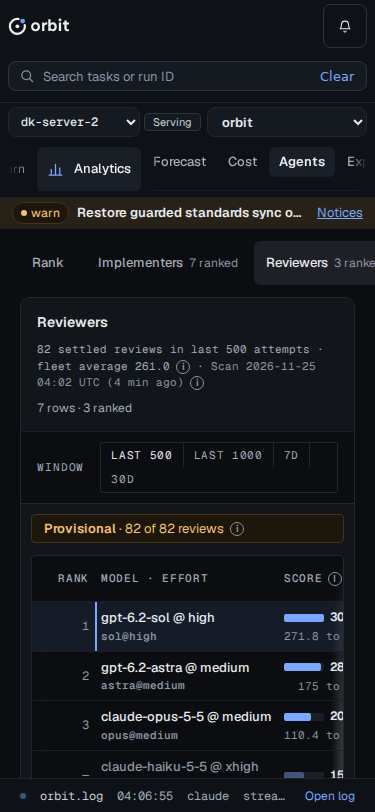 orbit
Search tasks or run ID Clear
dk-server-2 Serving orbit
Analytics Forecast Cost Agents
warn Restore guarded standards sync o... Notices
Rank Implementers 7 ranked Reviewers 3 ranke
Reviewers
82 settled reviews in last 500 attempts ·
fleet average 261.0 · Scan 2026-11-25
04:02 UTC (4 min ago)
7 rows · 3 ranked
WINDOW LAST 500 LAST 1000 7D
30D
Provisional · 82 of 82 reviews
RANK MODEL · EFFORT SCORE
1 gpt-6.2-sol @ high 30
sol@high 271.8 to
2 gpt-6.2-astra @ medium 28
astra@medium 175 to
3 claude-opus-5-5 @ medium 20
opus@medium 110.4 to
– claude-haiku-5-5 @ xhigh 15
orbit.log 04:06:55 claude strea... Open log